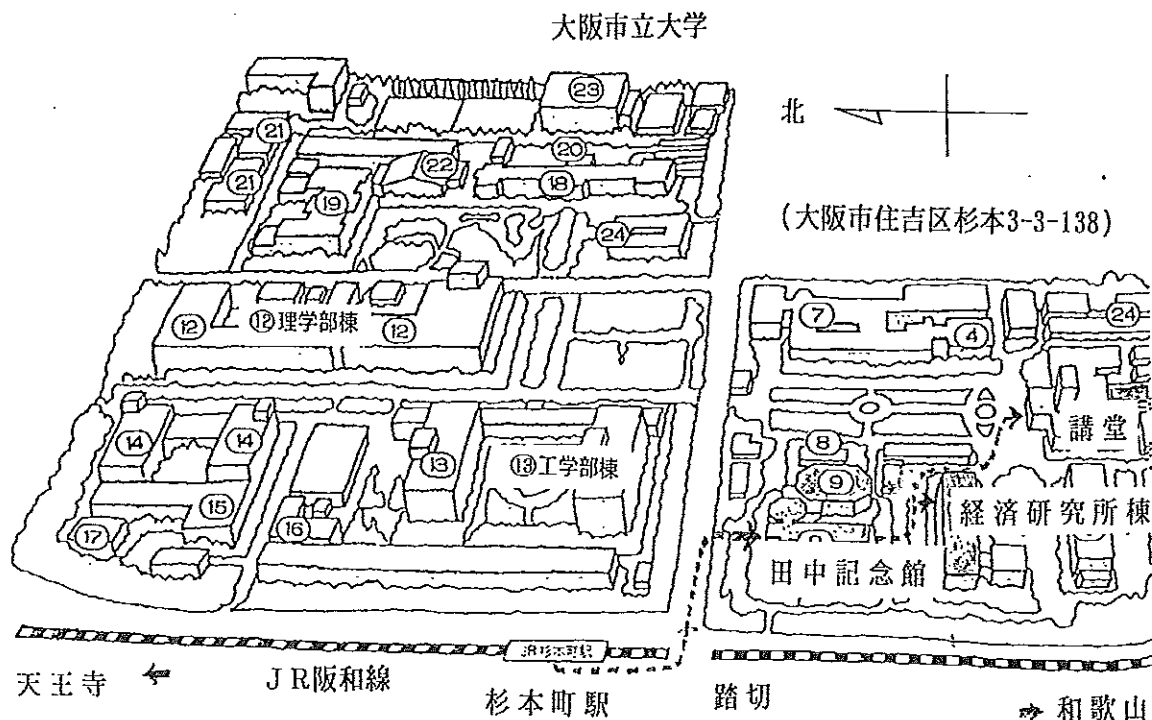 大阪市立大学
北
(大阪市住吉区杉本3-3-138)
㉓
㉑
㉑
⑳
㉒
⑱
⑲
㉔
⑫
⑫理学部棟
⑫
⑦
④
㉔
⑭
⑭
⑬
⑬工学部棟
⑧
⑨
講堂
⑮
⑯
⑰
経済研究所棟
田中記念館
JR杉本町駅
天王寺
JR阪和線
杉本町駅
踏切
和歌山